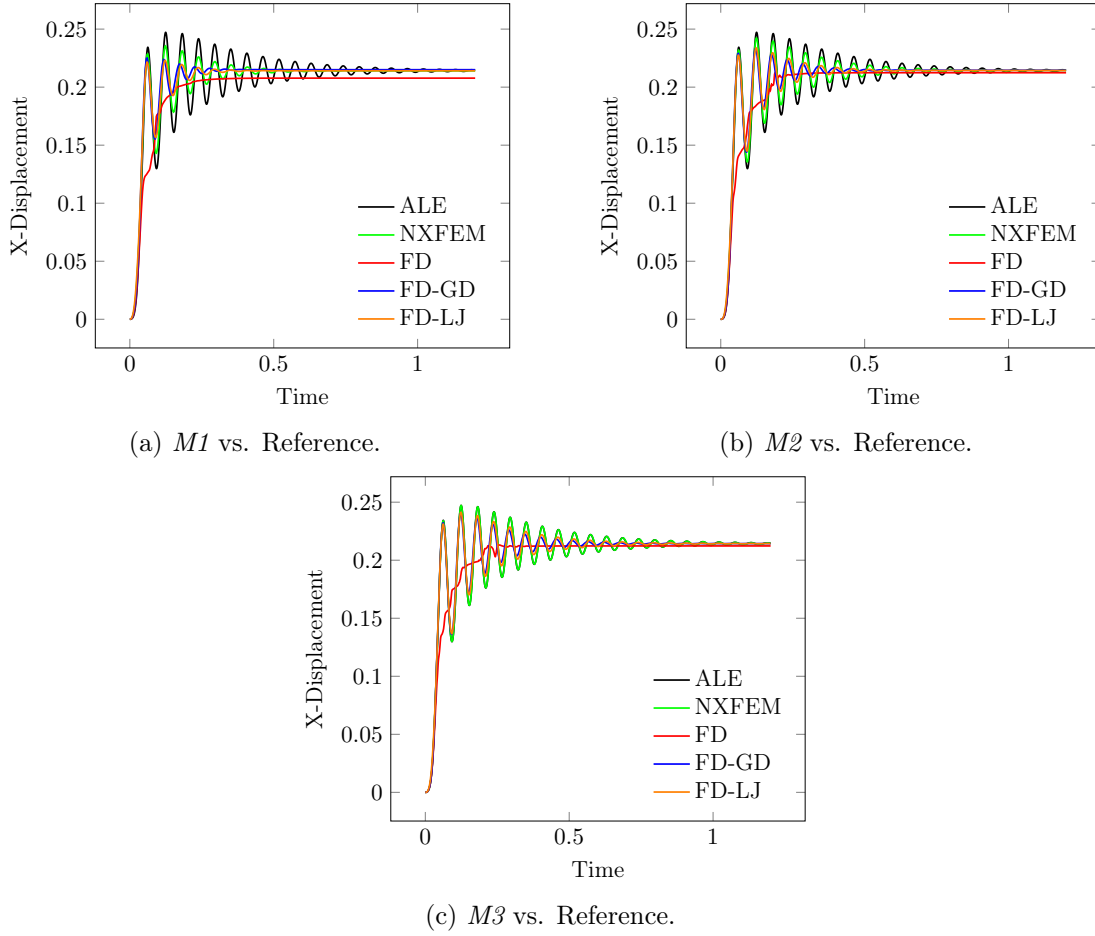 0.25
0.2
0.15
0.1
0.05
0
X-Displacement
ALE
NXFEM
FD
FD-GD
FD-LJ
0 0.5 1
Time
(a) M1 vs. Reference.
0.25
0.2
0.15
0.1
0.05
0
X-Displacement
ALE
NXFEM
FD
FD-GD
FD-LJ
0 0.5 1
Time
(b) M2 vs. Reference.
0.25
0.2
0.15
0.1
0.05
0
X-Displacement
ALE
NXFEM
FD
FD-GD
FD-LJ
0 0.5 1
Time
(c) M3 vs. Reference.